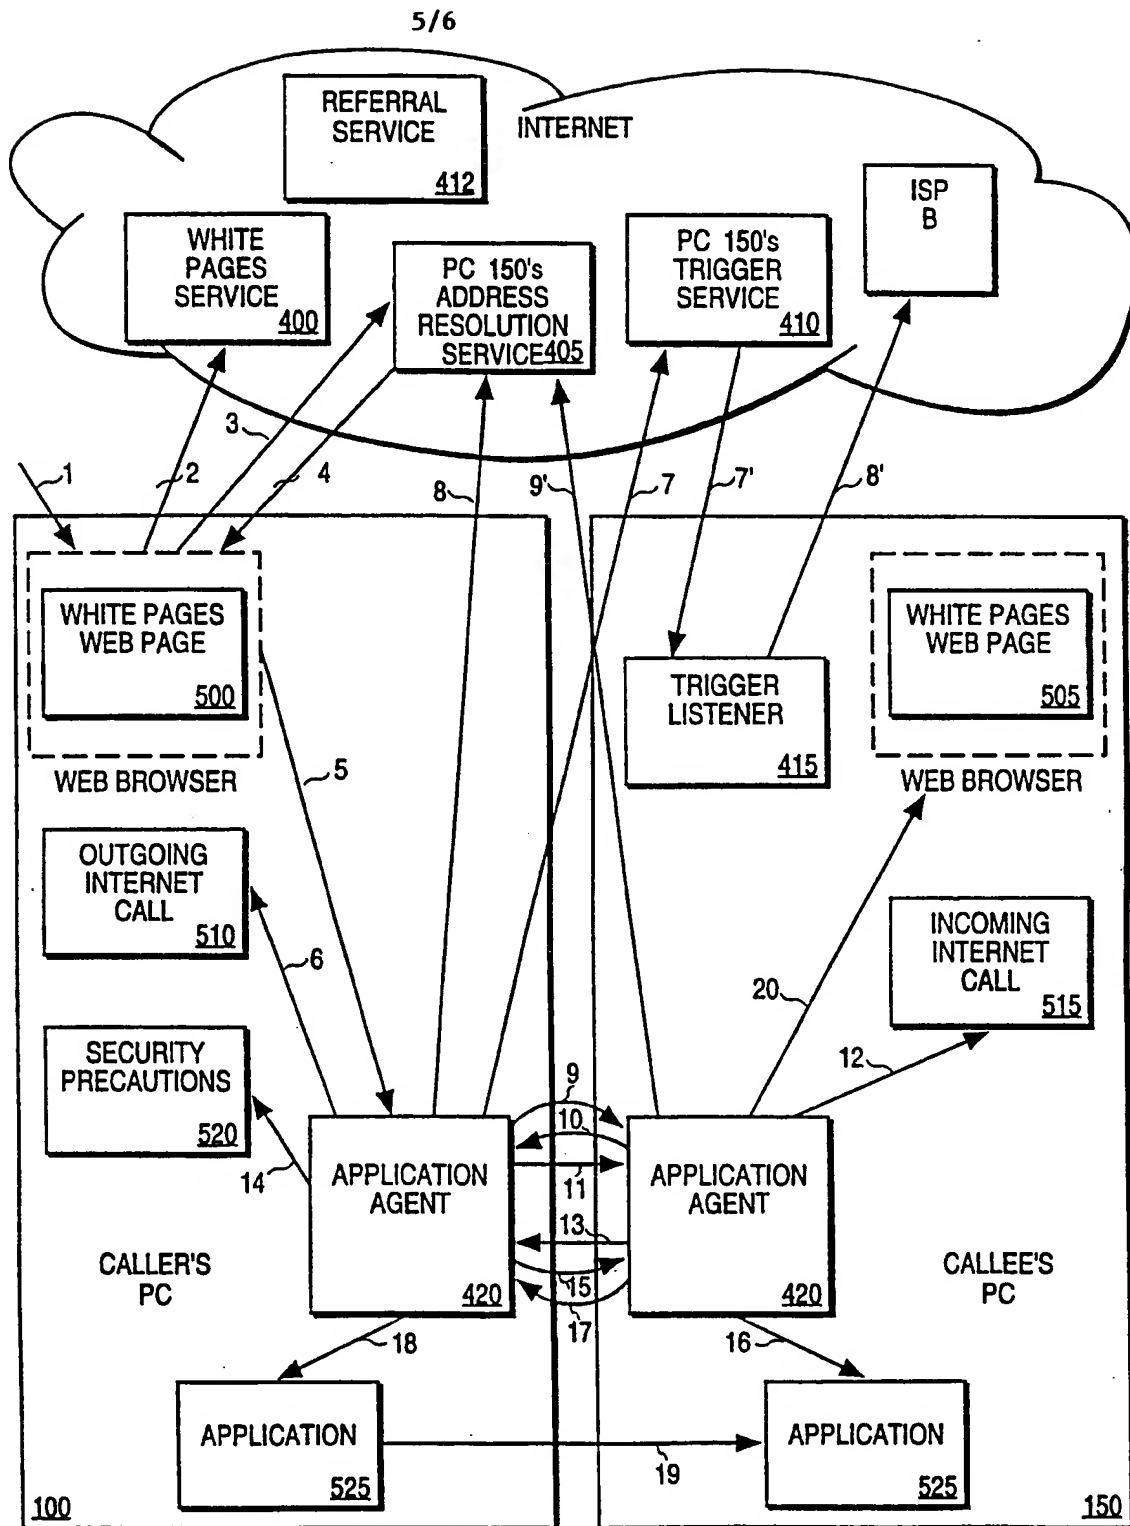 5/6
REFERRAL
SERVICE
412
INTERNET
ISP
B
WHITE
PAGES
SERVICE
400
PC 150's
ADDRESS
RESOLUTION
SERVICE 405
PC 150's
TRIGGER
SERVICE
410
1
2
3
4
8
9'
7
7'
8'
WHITE PAGES
WEB PAGE
500
WEB BROWSER
5
TRIGGER
LISTENER
415
WHITE PAGES
WEB PAGE
505
WEB BROWSER
OUTGOING
INTERNET
CALL
510
6
INCOMING
INTERNET
CALL
515
20
12
SECURITY
PRECAUTIONS
520
14
9
10
11
13
15
17
APPLICATION
AGENT
420
APPLICATION
AGENT
420
CALLER'S
PC
CALLEE'S
PC
18
16
APPLICATION
525
19
APPLICATION
525
100
150